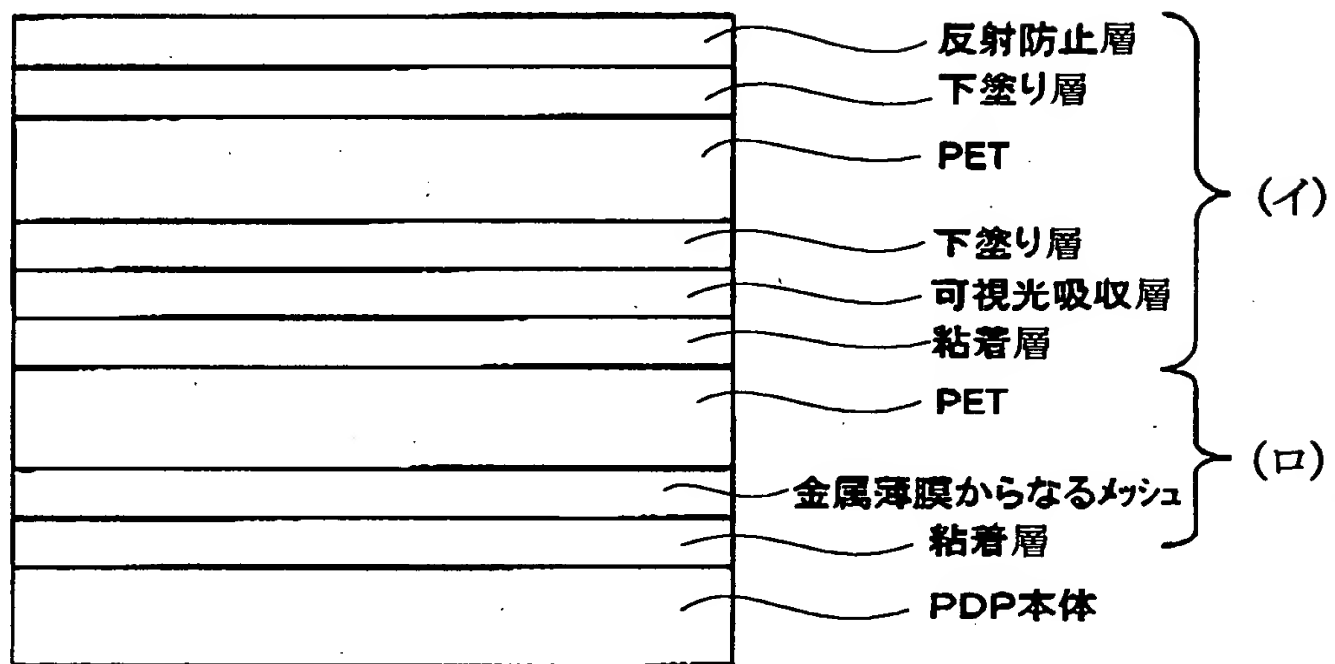 反射防止層
下塗り層
PET
(イ)
下塗り層
可視光吸収層
粘着層
PET
(ロ)
金属薄膜からなるメッシュ
粘着層
PDP本体